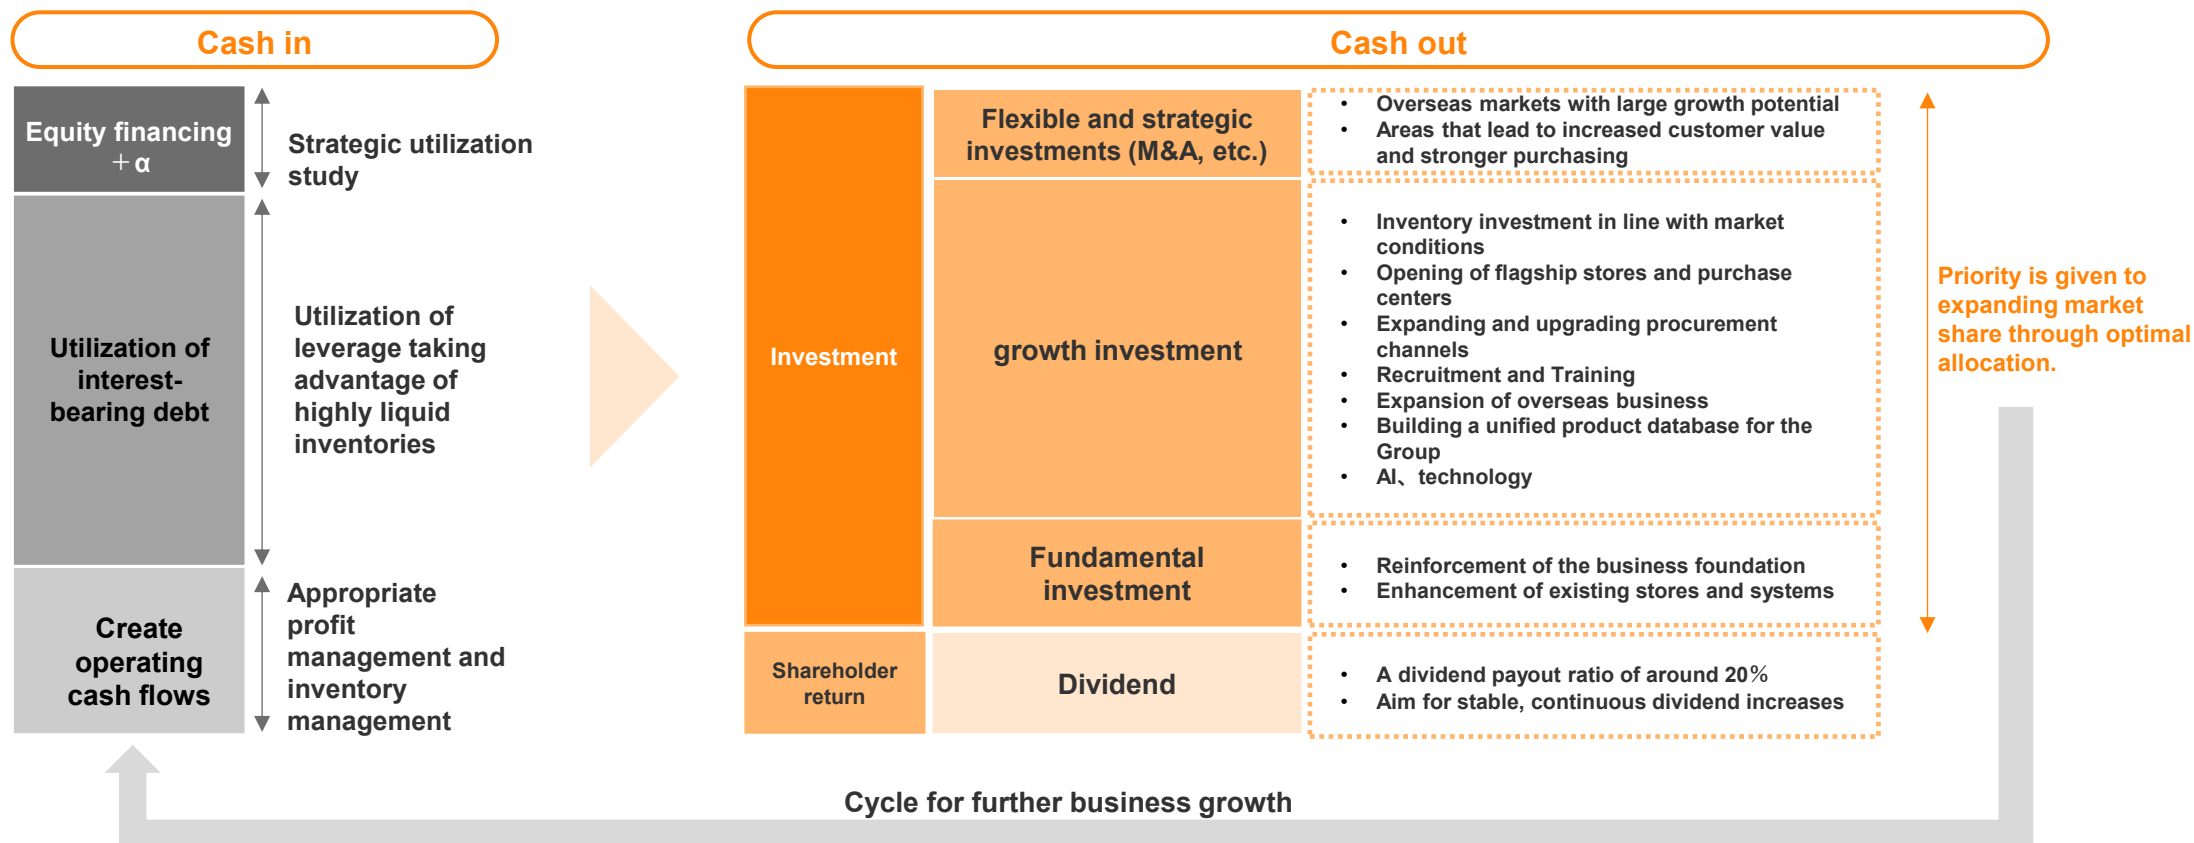 Cash in
Equity financing
＋α
Strategic utilization
study
Utilization of
interest-
bearing debt
Utilization of
leverage taking
advantage of
highly liquid
inventories
Create
operating
cash flows
Appropriate
profit
management and
inventory
management
Cash out
Investment
Flexible and strategic
investments (M&A, etc.)
• Overseas markets with large growth potential
• Areas that lead to increased customer value
and stronger purchasing
growth investment
• Inventory investment in line with market
conditions
• Opening of flagship stores and purchase
centers
• Expanding and upgrading procurement
channels
• Recruitment and Training
• Expansion of overseas business
• Building a unified product database for the
Group
• AI、technology
Fundamental
investment
• Reinforcement of the business foundation
• Enhancement of existing stores and systems
Shareholder
return
Dividend
• A dividend payout ratio of around 20％
• Aim for stable, continuous dividend increases
Priority is given to
expanding market
share through optimal
allocation.
Cycle for further business growth